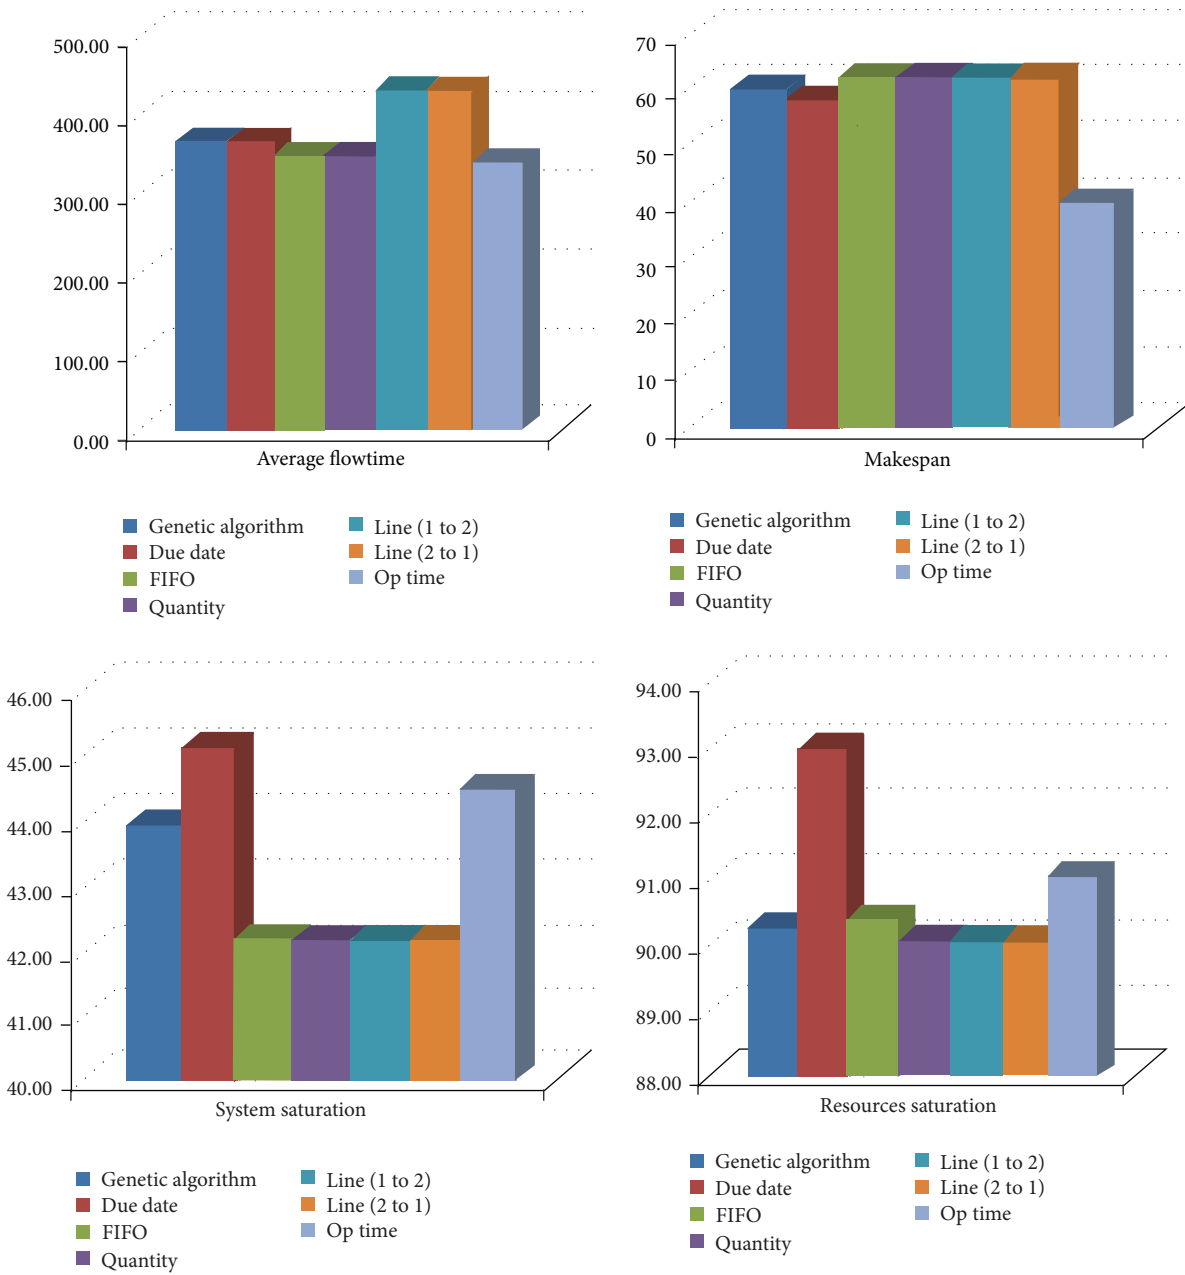 500.00
400.00
300.00
200.00
100.00
0.00
Average flowtime
Genetic algorithm
Due date
FIFO
Quantity
Line (1 to 2)
Line (2 to 1)
Op time
70
60
50
40
30
20
10
0
Makespan
Genetic algorithm
Due date
FIFO
Quantity
Line (1 to 2)
Line (2 to 1)
Op time
46.00
45.00
44.00
43.00
42.00
41.00
40.00
System saturation
Genetic algorithm
Due date
FIFO
Quantity
Line (1 to 2)
Line (2 to 1)
Op time
94.00
93.00
92.00
91.00
90.00
89.00
88.00
Resources saturation
Genetic algorithm
Due date
FIFO
Quantity
Line (1 to 2)
Line (2 to 1)
Op time